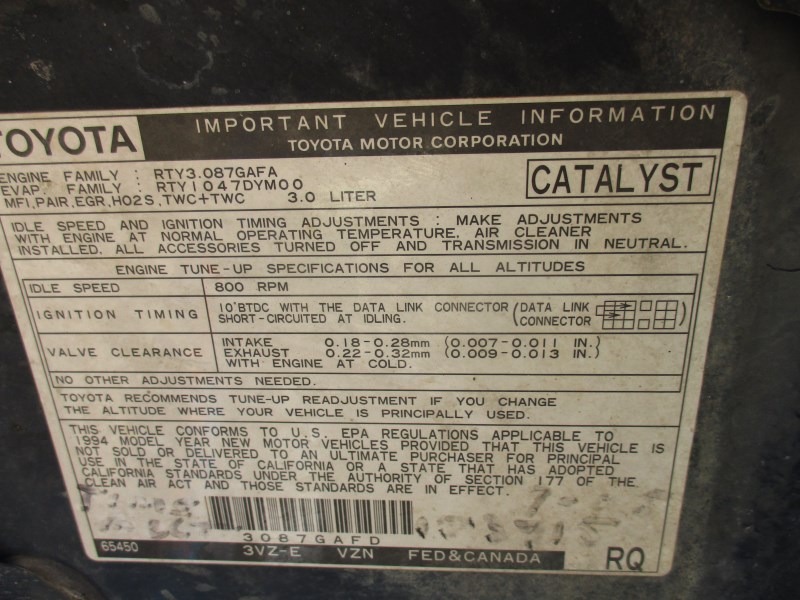 TOYOTA
IMPORTANT VEHICLE INFORMATION
TOYOTA MOTOR CORPORATION
ENGINE FAMILY : RTY3.087GAFA
EVAP. FAMILY : RTY1047DYM00
MFI,PAIR,EGR,HO2S,TWC+TWC 3.0 LITER
CATALYST
IDLE SPEED AND IGNITION TIMING ADJUSTMENTS : MAKE ADJUSTMENTS
WITH ENGINE AT NORMAL OPERATING TEMPERATURE, AIR CLEANER
INSTALLED, ALL ACCESSORIES TURNED OFF AND TRANSMISSION IN NEUTRAL.
ENGINE TUNE-UP SPECIFICATIONS FOR ALL ALTITUDES
IDLE SPEED 800 RPM
IGNITION TIMING 10°BTDC WITH THE DATA LINK CONNECTOR (DATA LINK
SHORT-CIRCUITED AT IDLING. CONNECTOR )
VALVE CLEARANCE INTAKE 0.18-0.28mm (0.007-0.011 IN.)
EXHAUST 0.22-0.32mm (0.009-0.013 IN.)
WITH ENGINE AT COLD.
NO OTHER ADJUSTMENTS NEEDED.
TOYOTA RECOMMENDS TUNE-UP READJUSTMENT IF YOU CHANGE
THE ALTITUDE WHERE YOUR VEHICLE IS PRINCIPALLY USED.
THIS VEHICLE CONFORMS TO U.S. EPA REGULATIONS APPLICABLE TO
1994 MODEL YEAR NEW MOTOR VEHICLES PROVIDED THAT THIS VEHICLE IS
NOT SOLD OR DELIVERED TO AN ULTIMATE PURCHASER FOR PRINCIPAL
USE IN THE STATE OF CALIFORNIA OR A STATE THAT HAS ADOPTED
CALIFORNIA STANDARDS UNDER THE AUTHORITY OF SECTION 177 OF THE
CLEAN AIR ACT AND THOSE STANDARDS ARE IN EFFECT.
3087GAFD
65450 3VZ-E VZN FED&CANADA RQ